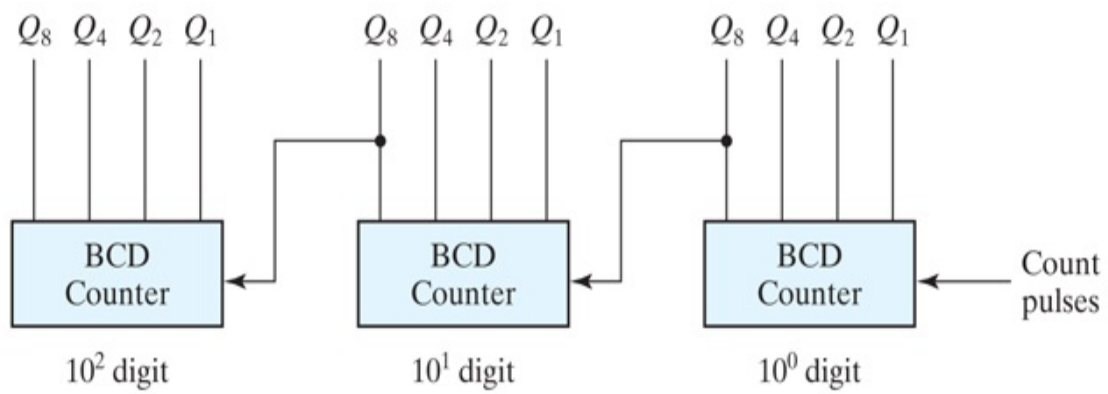 Q₈ Q₄ Q₂ Q₁ Q₈ Q₄ Q₂ Q₁ Q₈ Q₄ Q₂ Q₁
BCD Counter
BCD Counter
BCD Counter
Count pulses
10² digit 10¹ digit 10⁰ digit